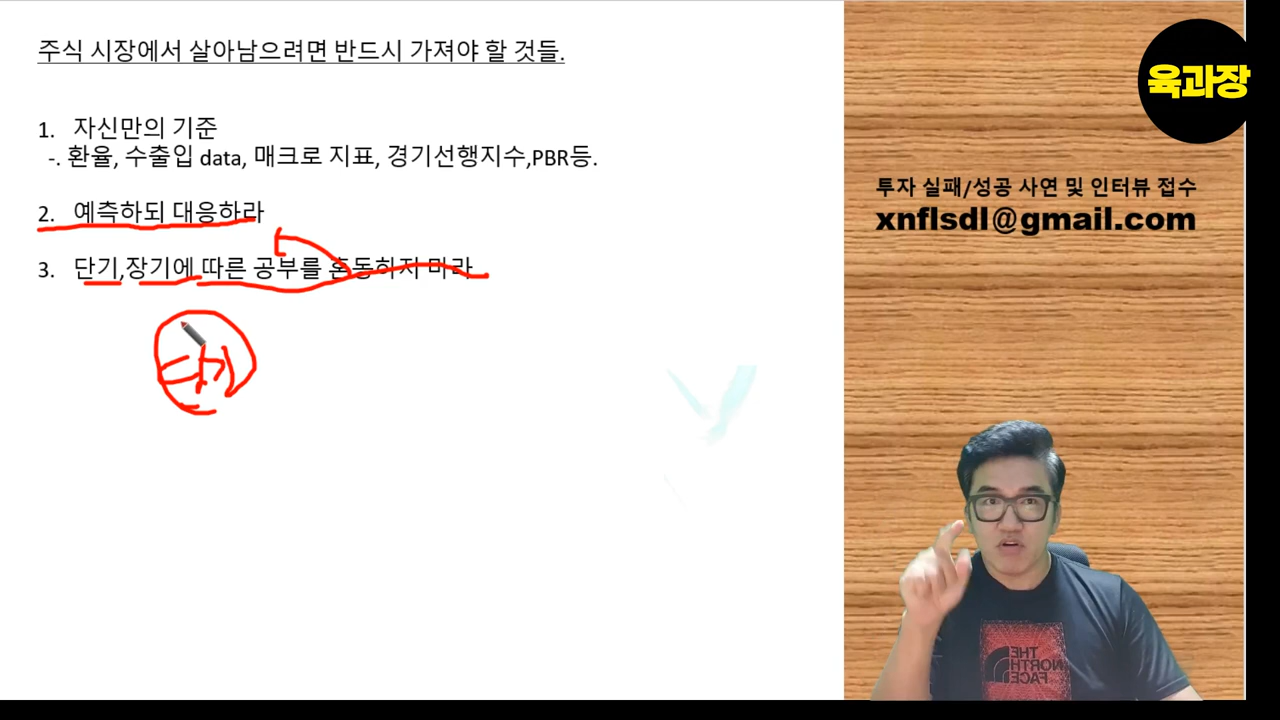 주식 시장에서 살아남으려면 반드시 가져야 할 것들.
1. 자신만의 기준
-. 환율, 수출입 data, 매크로 지표, 경기선행지수,PBR등.
2. 예측하되 대응하라
3. 단기,장기에 따른 공부를 혼동하지 마라
단기
육과장
투자 실패/성공 사연 및 인터뷰 접수
xnflsdl@gmail.com
THE
NORTH
FACE